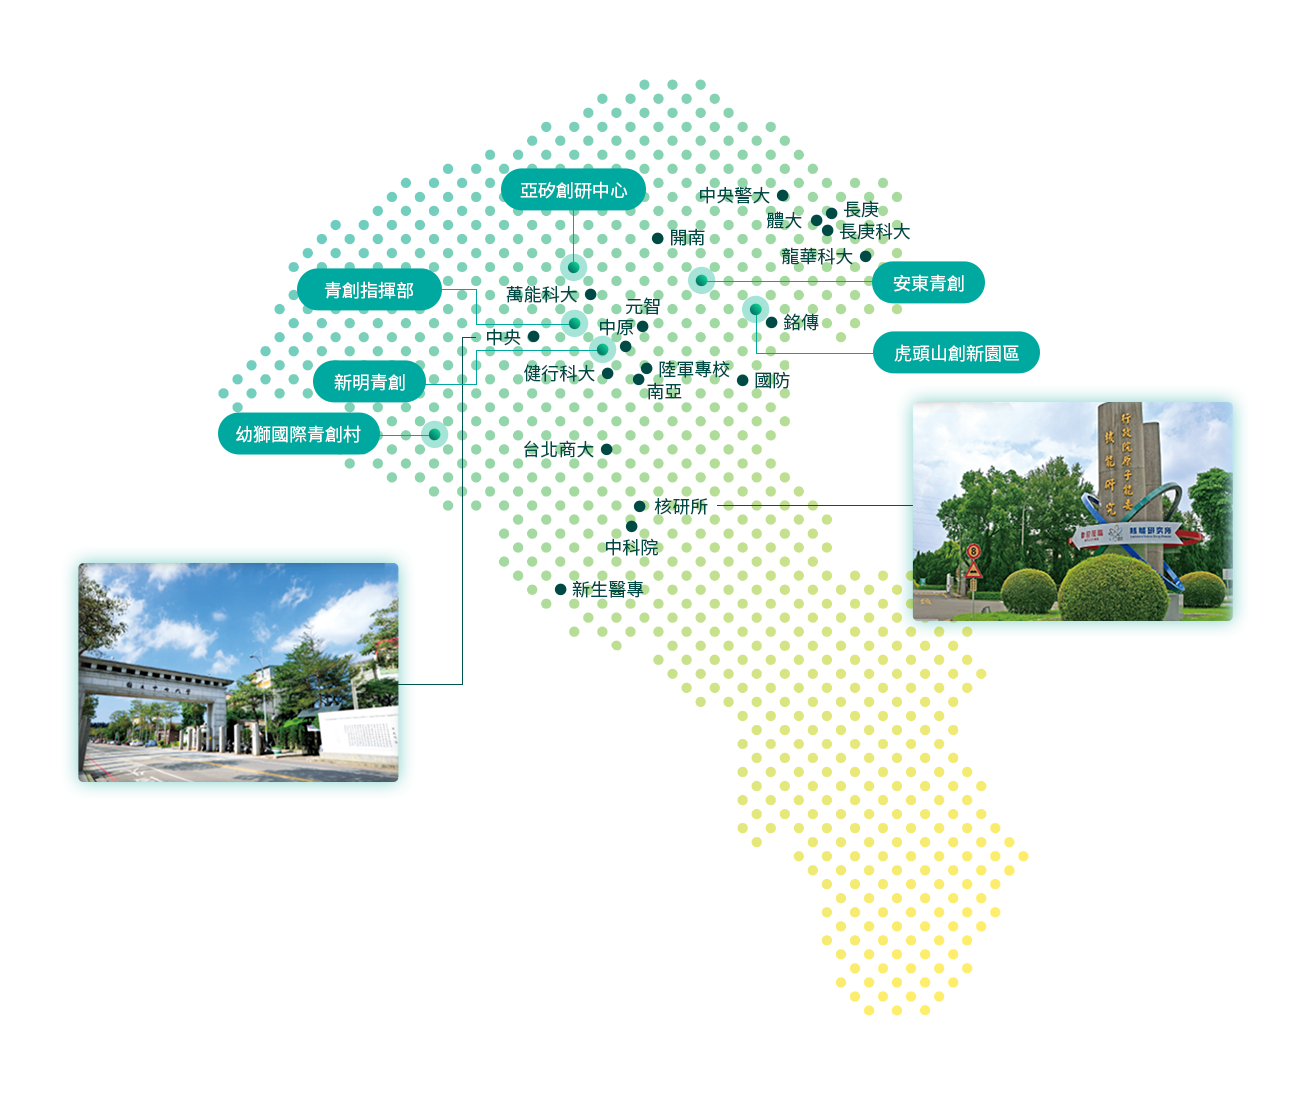 亞矽創研中心
中央警大
長庚
體大
長庚科大
開南
龍華科大
安東青創
青創指揮部
萬能科大
元智
銘傳
中原
中央
虎頭山創新園區
陸軍專校
健行科大
新明青創
國防
南亞
幼獅國際青創村
台北商大
核研所
中科院
新生醫專
行政院原子能委
核能研究
核能研究所
8